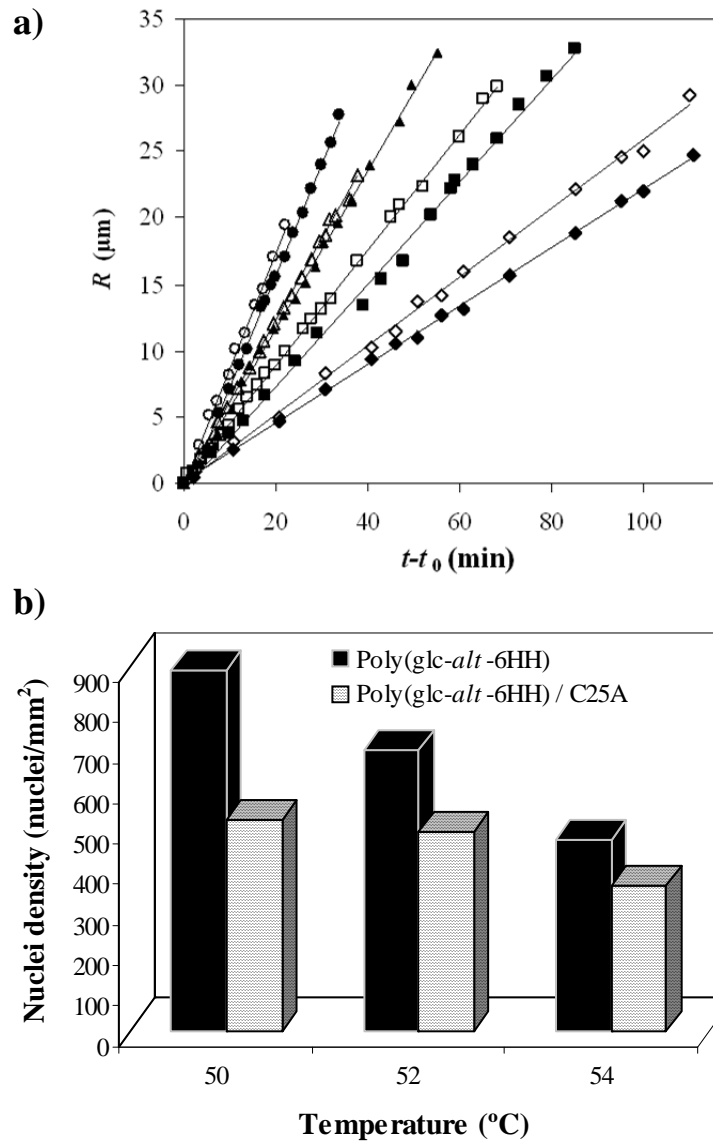 a)
35
30
25
20
15
10
5
0
R (μm)
0 20 40 60 80 100
t-t₀ (min)
b)
Poly(glc-alt-6HH)
Poly(glc-alt-6HH) / C25A
900
800
700
600
500
400
300
200
100
0
Nuclei density (nuclei/mm²)
50 52 54
Temperature (ºC)